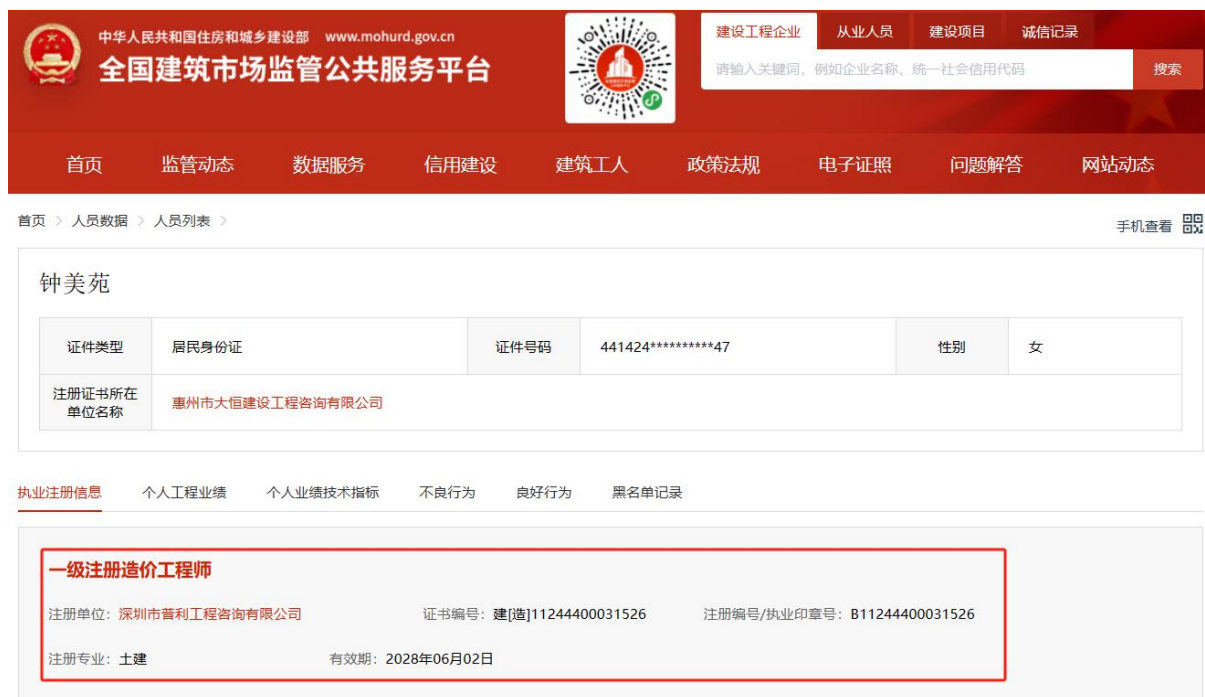 中华人民共和国住房和城乡建设部 www.mohurd.gov.cn
全国建筑市场监管公共服务平台
建设工程企业 从业人员 建设项目 诚信记录
请输入关键词，例如企业名称、统一社会信用代码 搜索
首页 监管动态 数据服务 信用建设 建筑工人 政策法规 电子证照 问题解答 网站动态
首页 > 人员数据 > 人员列表 >
手机查看
钟美苑
证件类型 居民身份证 证件号码 441424**********47 性别 女
注册证书所在
单位名称
惠州市大恒建设工程咨询有限公司
执业注册信息 个人工程业绩 个人业绩技术指标 不良行为 良好行为 黑名单记录
一级注册造价工程师
注册单位：深圳市普利工程咨询有限公司 证书编号：建[造]11244400031526 注册编号/执业印章号：B11244400031526
注册专业：土建 有效期：2028年06月02日